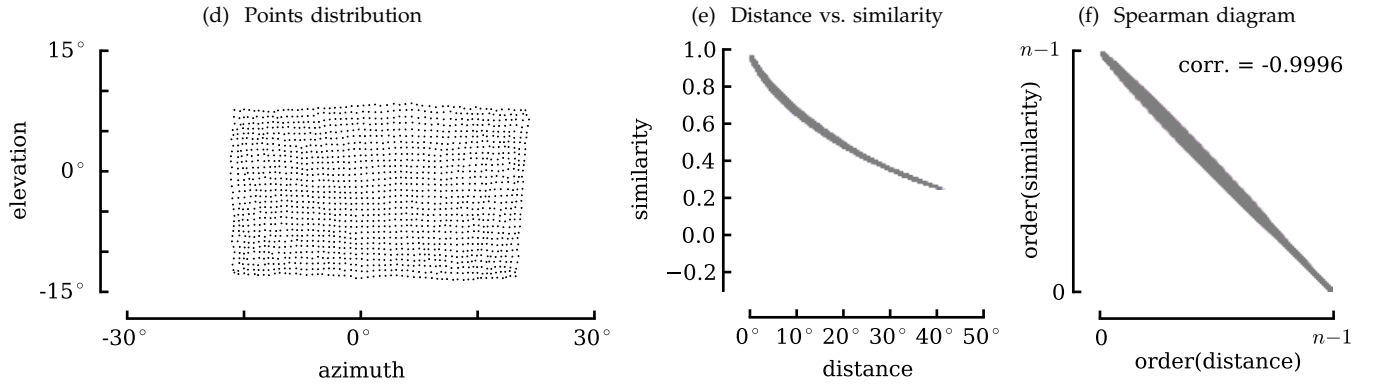 (d) Points distribution
15°
0°
-15°
elevation
-30°
0°
30°
azimuth
(e) Distance vs. similarity
1.0
0.8
0.6
0.4
0.2
0.0
−0.2
similarity
0° 10° 20° 30° 40° 50°
distance
(f) Spearman diagram
n−1
corr. = -0.9996
order(similarity)
0
0
n−1
order(distance)